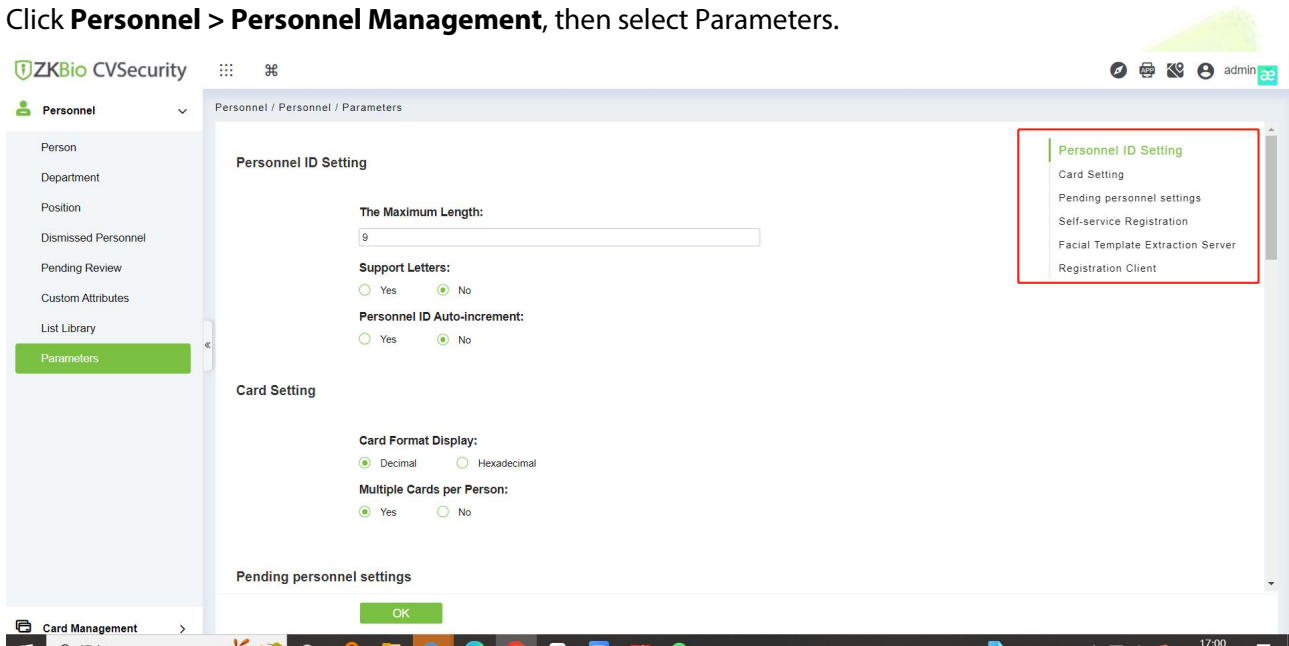 Click Personnel > Personnel Management, then select Parameters.
ZKBio CVSecurity
APP
admin
æ
Personnel
Personnel / Personnel / Parameters
Person
Department
Position
Dismissed Personnel
Pending Review
Custom Attributes
List Library
Parameters
Card Management
Personnel ID Setting
The Maximum Length:
9
Support Letters:
Yes No
Personnel ID Auto-increment:
Yes No
Card Setting
Card Format Display:
Decimal Hexadecimal
Multiple Cards per Person:
Yes No
Pending personnel settings
OK
Personnel ID Setting
Card Setting
Pending personnel settings
Self-service Registration
Facial Template Extraction Server
Registration Client
17:00